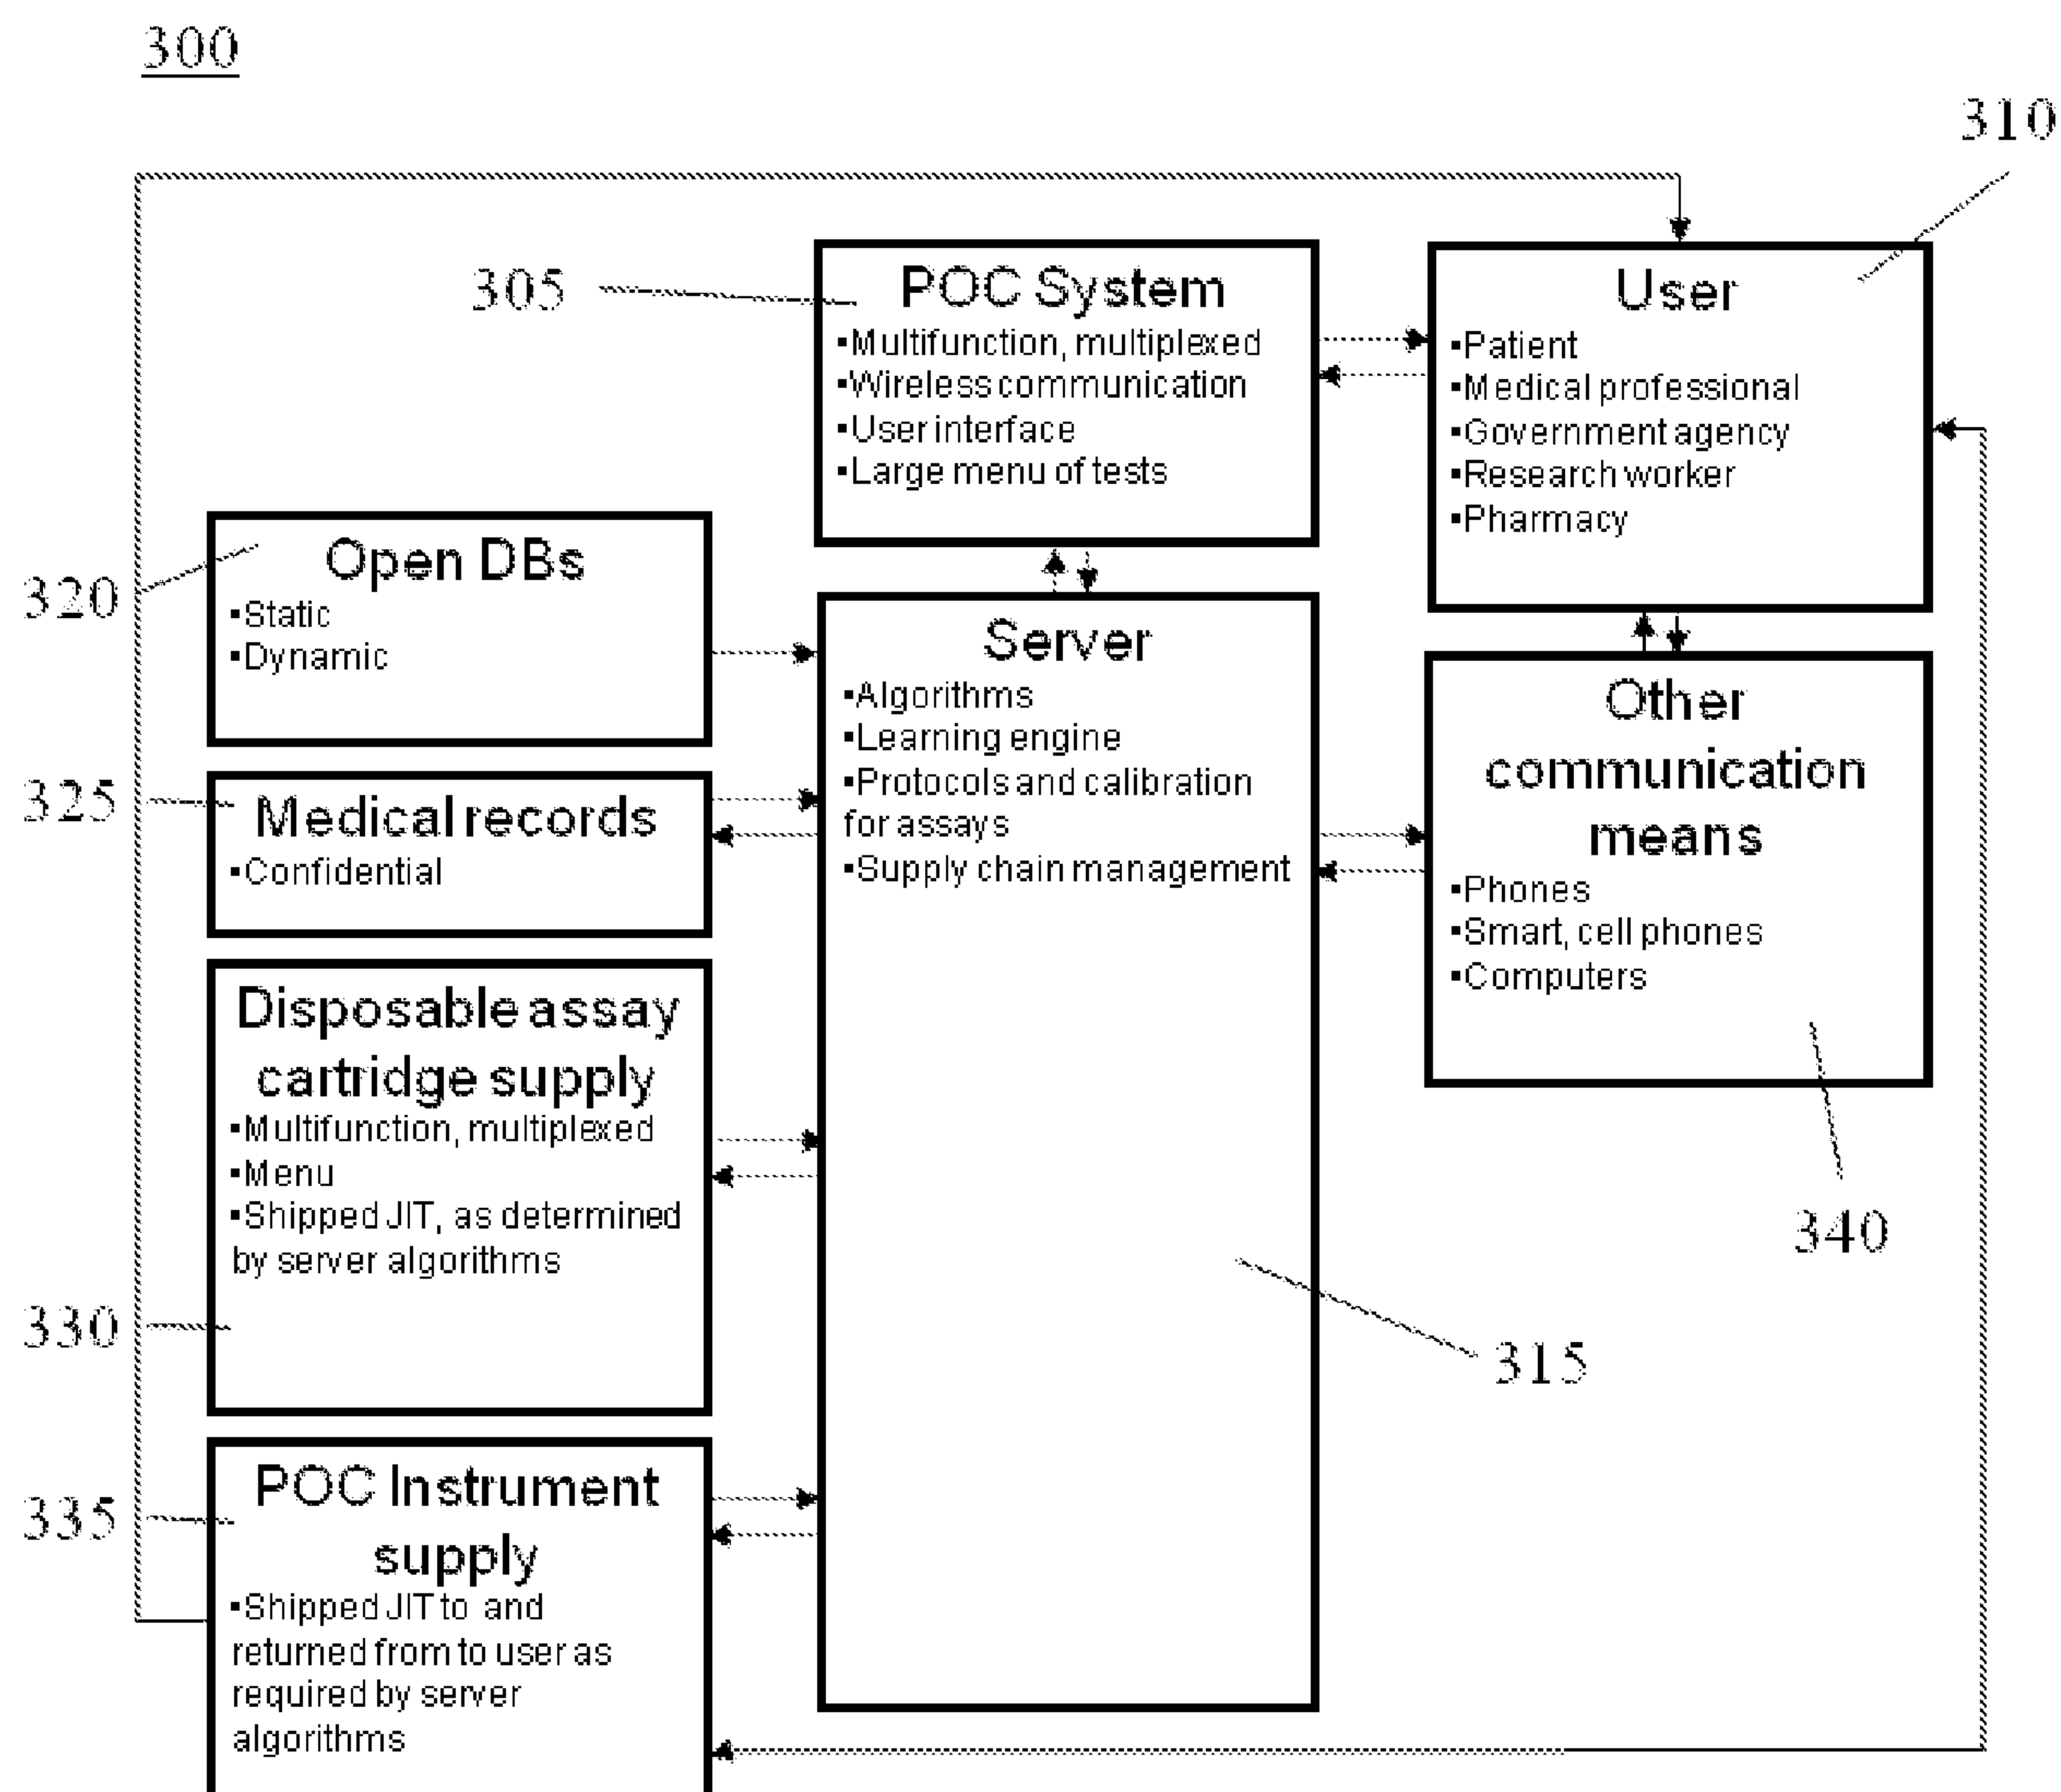 300
310
305
POC System
▪Multifunction, multiplexed
▪Wireless communication
▪User interface
▪Large menu of tests
User
▪Patient
▪Medical professional
▪Government agency
▪Research worker
▪Pharmacy
320
Open DBs
▪Static
▪Dynamic
325
Medical records
▪Confidential
330
Disposable assay
cartridge supply
▪Multifunction, multiplexed
▪Menu
▪Shipped JIT, as determined
by server algorithms
335
POC Instrument
supply
▪Shipped JIT to and
returned from to user as
required by server
algorithms
Server
▪Algorithms
▪Learning engine
▪Protocols and calibration
for assays
▪Supply chain management
315
Other
communication
means
▪Phones
▪Smart, cell phones
▪Computers
340